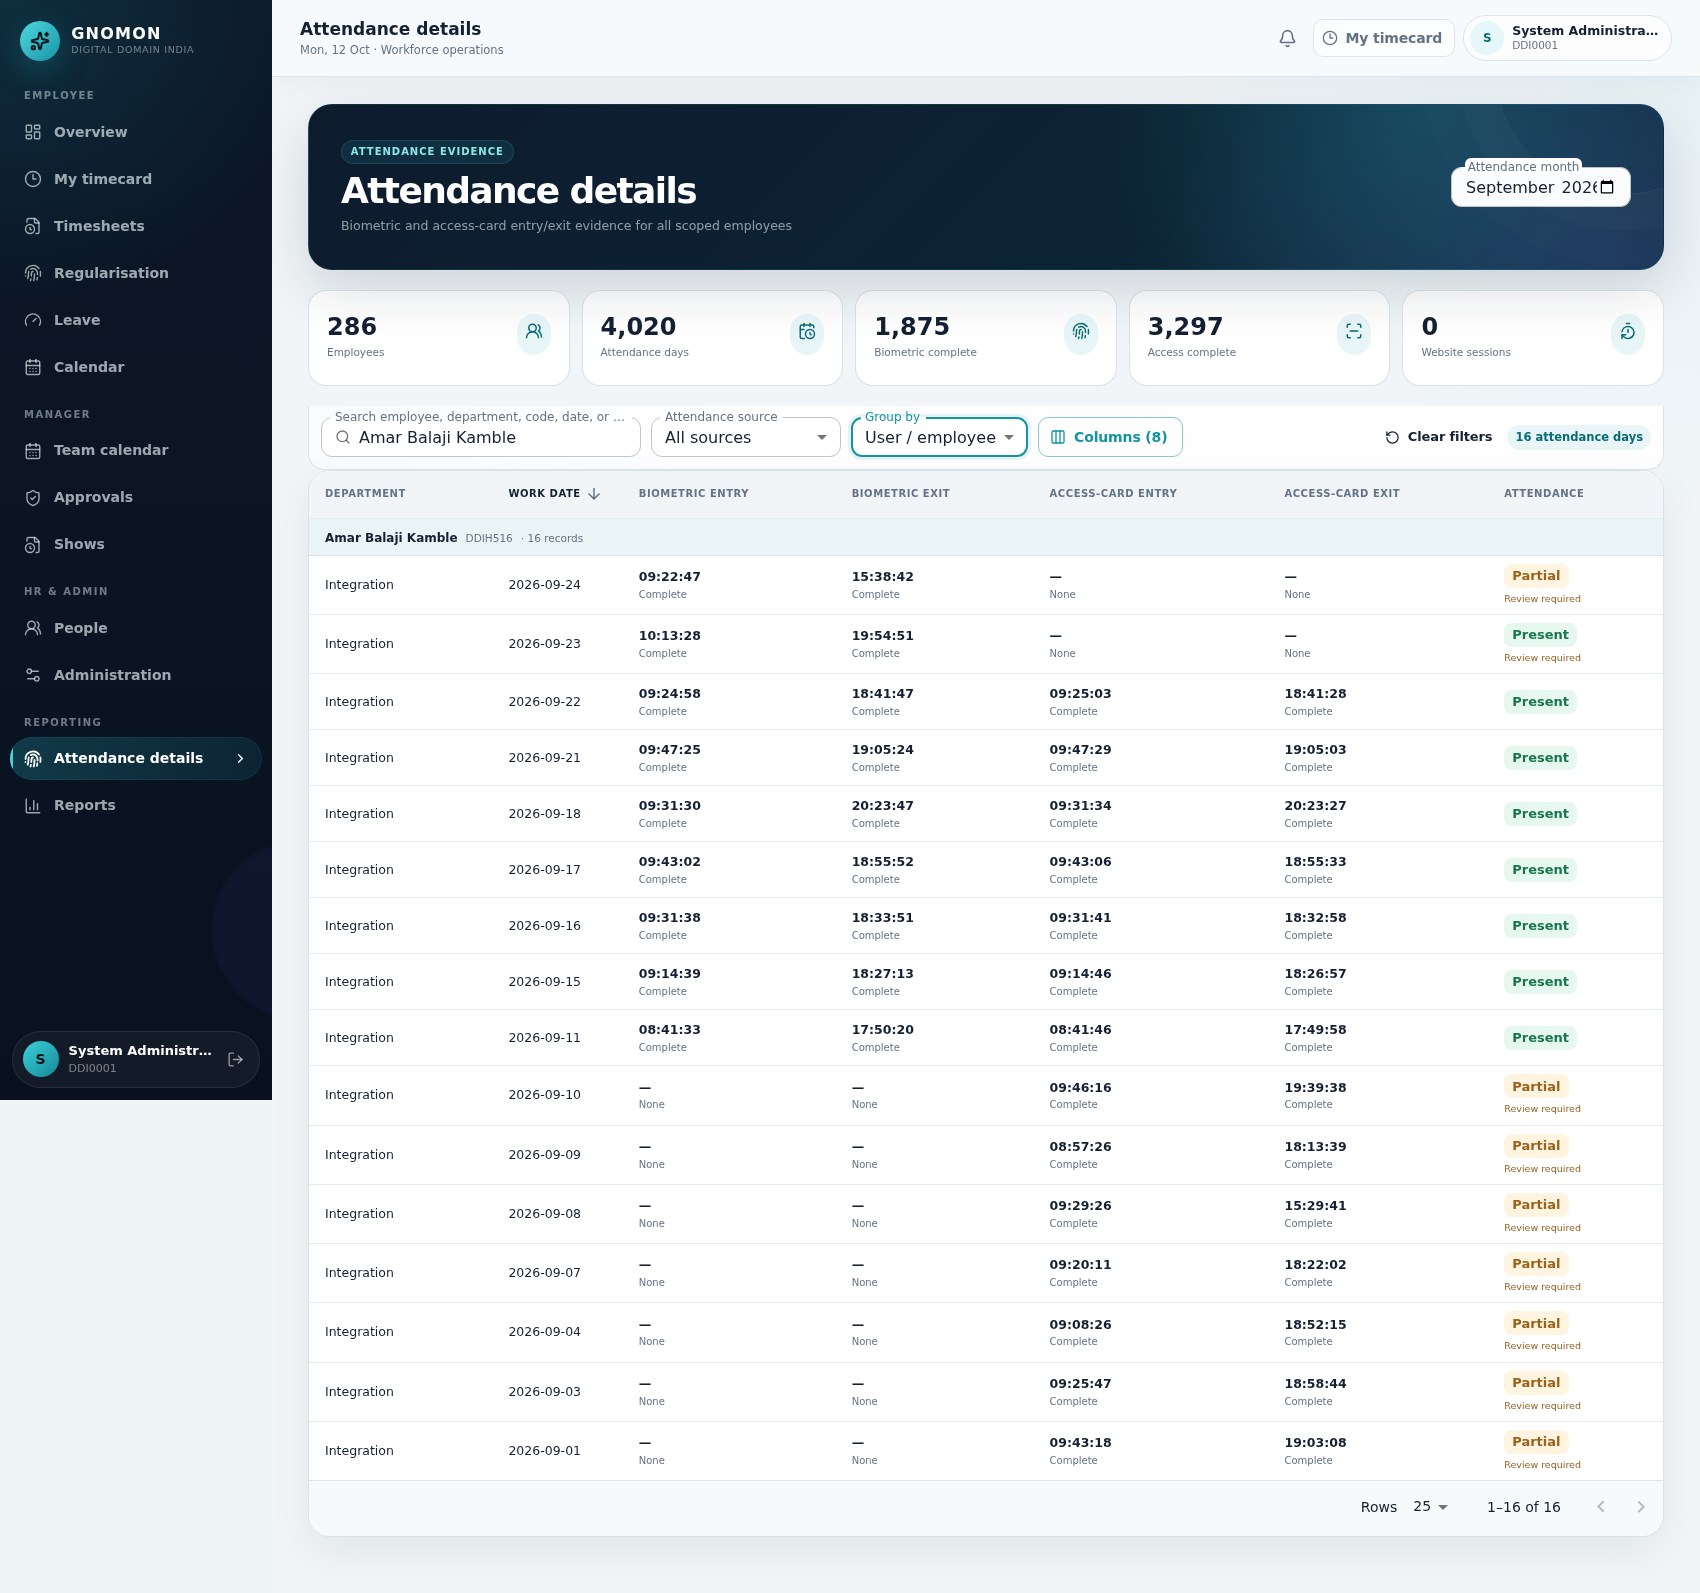 GNOMON
DIGITAL DOMAIN INDIA
EMPLOYEE
Overview
My timecard
Timesheets
Regularisation
Leave
Calendar
MANAGER
Team calendar
Approvals
Shows
HR & ADMIN
People
Administration
REPORTING
Attendance details
Reports
S
System Administr...
DDI0001
Attendance details
Mon, 12 Oct · Workforce operations
My timecard
S
System Administra...
DDI0001
ATTENDANCE EVIDENCE
Attendance details
Biometric and access-card entry/exit evidence for all scoped employees
Attendance month
September 2026
286
Employees
4,020
Attendance days
1,875
Biometric complete
3,297
Access complete
0
Website sessions
Search employee, department, code, date, or ...
Amar Balaji Kamble
Attendance source
All sources
Group by
User / employee
Columns (8)
Clear filters
16 attendance days
DEPARTMENT WORK DATE BIOMETRIC ENTRY BIOMETRIC EXIT ACCESS-CARD ENTRY ACCESS-CARD EXIT ATTENDANCE
Amar Balaji Kamble DDIH516 · 16 records
Integration 2026-09-24 09:22:47 15:38:42 — — Partial
Complete Complete None None Review required
Integration 2026-09-23 10:13:28 19:54:51 — — Present
Complete Complete None None Review required
Integration 2026-09-22 09:24:58 18:41:47 09:25:03 18:41:28 Present
Complete Complete Complete Complete
Integration 2026-09-21 09:47:25 19:05:24 09:47:29 19:05:03 Present
Complete Complete Complete Complete
Integration 2026-09-18 09:31:30 20:23:47 09:31:34 20:23:27 Present
Complete Complete Complete Complete
Integration 2026-09-17 09:43:02 18:55:52 09:43:06 18:55:33 Present
Complete Complete Complete Complete
Integration 2026-09-16 09:31:38 18:33:51 09:31:41 18:32:58 Present
Complete Complete Complete Complete
Integration 2026-09-15 09:14:39 18:27:13 09:14:46 18:26:57 Present
Complete Complete Complete Complete
Integration 2026-09-11 08:41:33 17:50:20 08:41:46 17:49:58 Present
Complete Complete Complete Complete
Integration 2026-09-10 — — 09:46:16 19:39:38 Partial
None None Complete Complete Review required
Integration 2026-09-09 — — 08:57:26 18:13:39 Partial
None None Complete Complete Review required
Integration 2026-09-08 — — 09:29:26 15:29:41 Partial
None None Complete Complete Review required
Integration 2026-09-07 — — 09:20:11 18:22:02 Partial
None None Complete Complete Review required
Integration 2026-09-04 — — 09:08:26 18:52:15 Partial
None None Complete Complete Review required
Integration 2026-09-03 — — 09:25:47 18:58:44 Partial
None None Complete Complete Review required
Integration 2026-09-01 — — 09:43:18 19:03:08 Partial
None None Complete Complete Review required
Rows 25 1–16 of 16